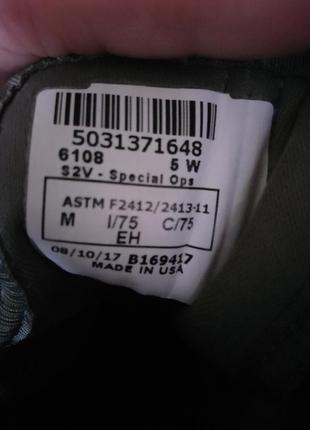 5031371648
6108 5 W
S2V - Special Ops
ASTM F2412/2413-11
M I/75 C/75
EH
08/10/17 B169417
MADE IN USA